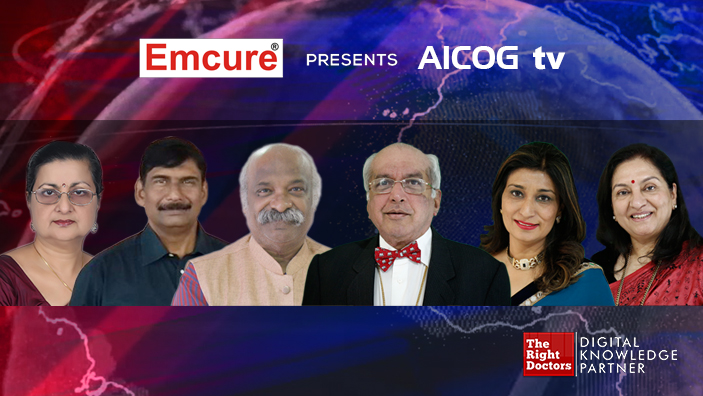 Emcure® PRESENTS AICOG tv
The
Right
Doctors
DIGITAL
KNOWLEDGE
PARTNER